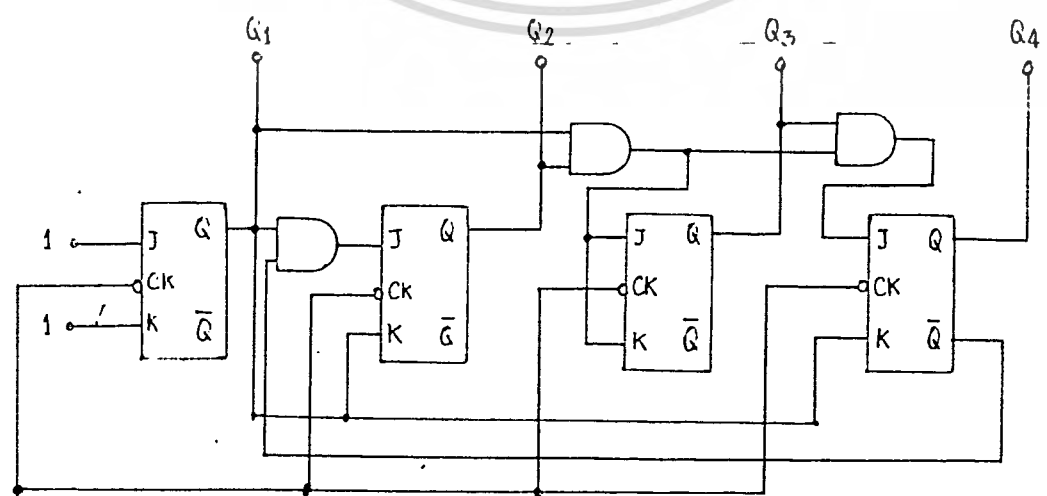 Q1 Q2 Q3 Q4
1 J Q J Q J Q J Q
CK CK CK CK
1 K Q̅ K Q̅ K Q̅ K Q̅